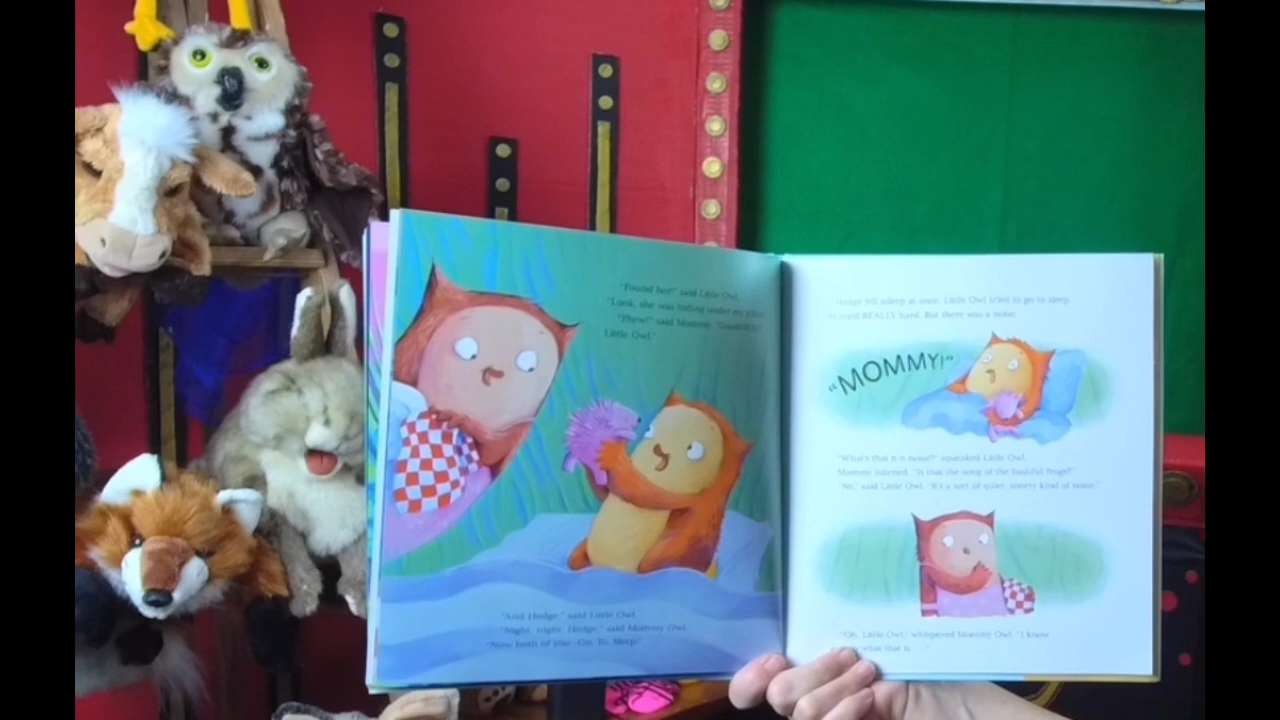 "Found her!" said Little Owl.
"Look, she was hiding under my pillow."
"Phew!" said Mommy. "Goodnight,
Little Owl."
"And Hedge," said Little Owl.
"Night, night, Hedge," said Mommy Owl.
"Now both of you– Go. To. Sleep."
Hedge fell asleep at once. Little Owl tried to go to sleep.
He tried REALLY hard. But there was a noise.
"MOMMY!"
"What's that n-n-noise?" squeaked Little Owl.
Mommy listened. "Is that the song of the bashful frogs?"
"No," said Little Owl. "It's a sort of quiet, snorty kind of noise."
"Oh, Little Owl," whispered Mommy Owl. "I know
what that is. . . ."